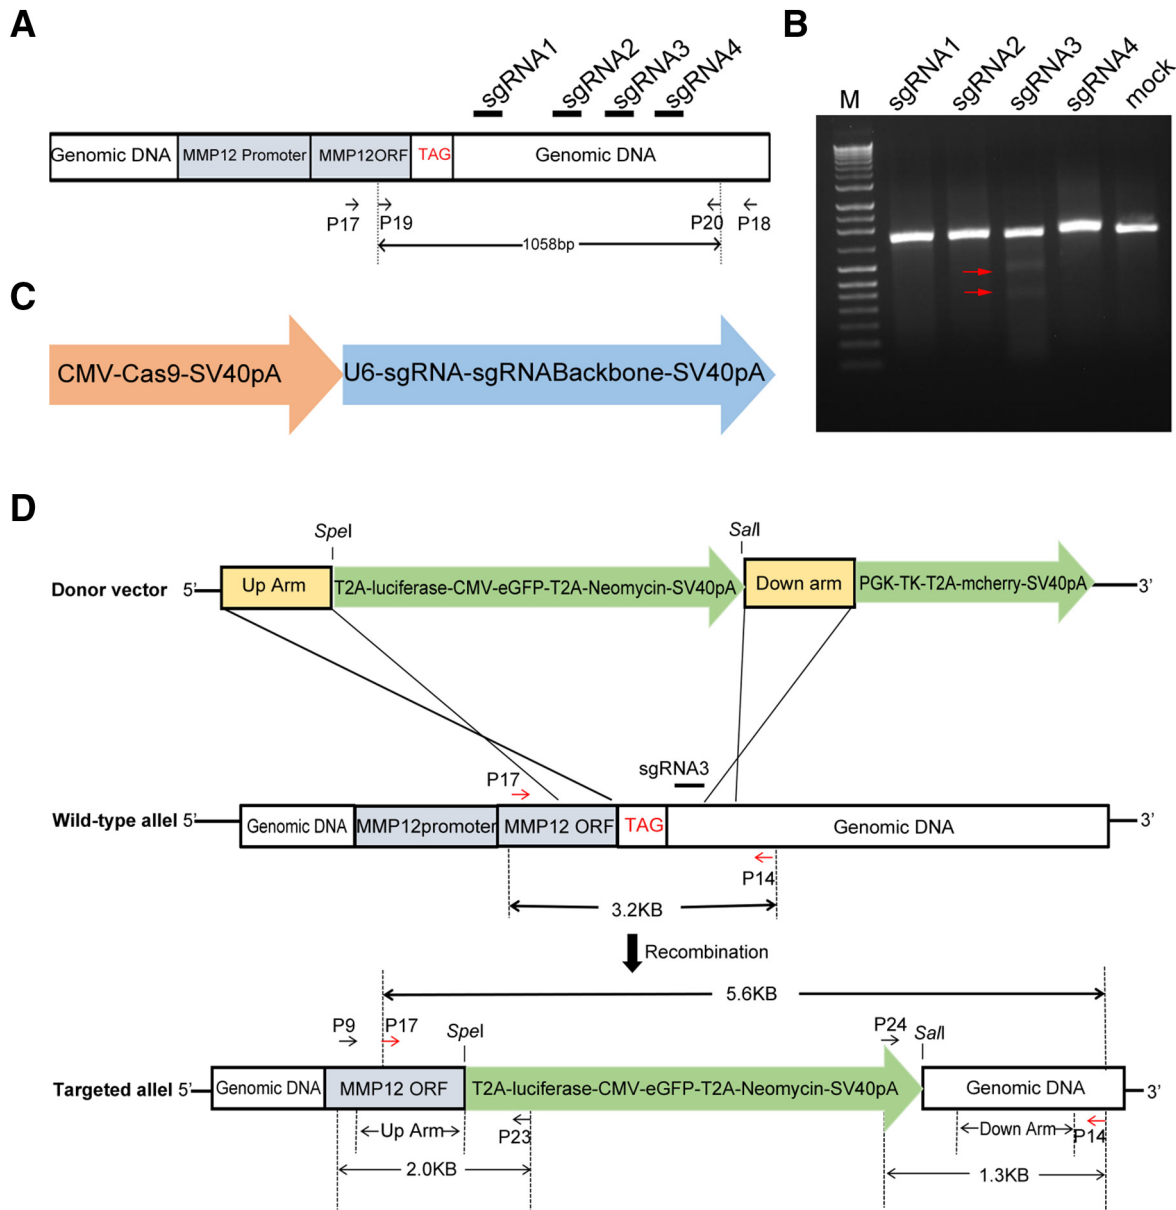 A
sgRNA1
sgRNA2
sgRNA3
sgRNA4
Genomic DNA
MMP12 Promoter
MMP12ORF
TAG
Genomic DNA
P17
P19
P20
P18
1058bp
B
M
sgRNA1
sgRNA2
sgRNA3
sgRNA4
mock
C
CMV-Cas9-SV40pA
U6-sgRNA-sgRNABackbone-SV40pA
D
SpeI
SalI
Donor vector 5’
Up Arm
T2A-luciferase-CMV-eGFP-T2A-Neomycin-SV40pA
Down arm
PGK-TK-T2A-mcherry-SV40pA
3’
P17
sgRNA3
Wild-type allel 5’
Genomic DNA
MMP12promoter
MMP12 ORF
TAG
Genomic DNA
3’
P14
3.2KB
Recombination
5.6KB
P9
P17
SpeI
P24
SalI
Targeted allel 5’
Genomic DNA
MMP12 ORF
T2A-luciferase-CMV-eGFP-T2A-Neomycin-SV40pA
Genomic DNA
3’
Up Arm
P23
Down Arm
P14
2.0KB
1.3KB